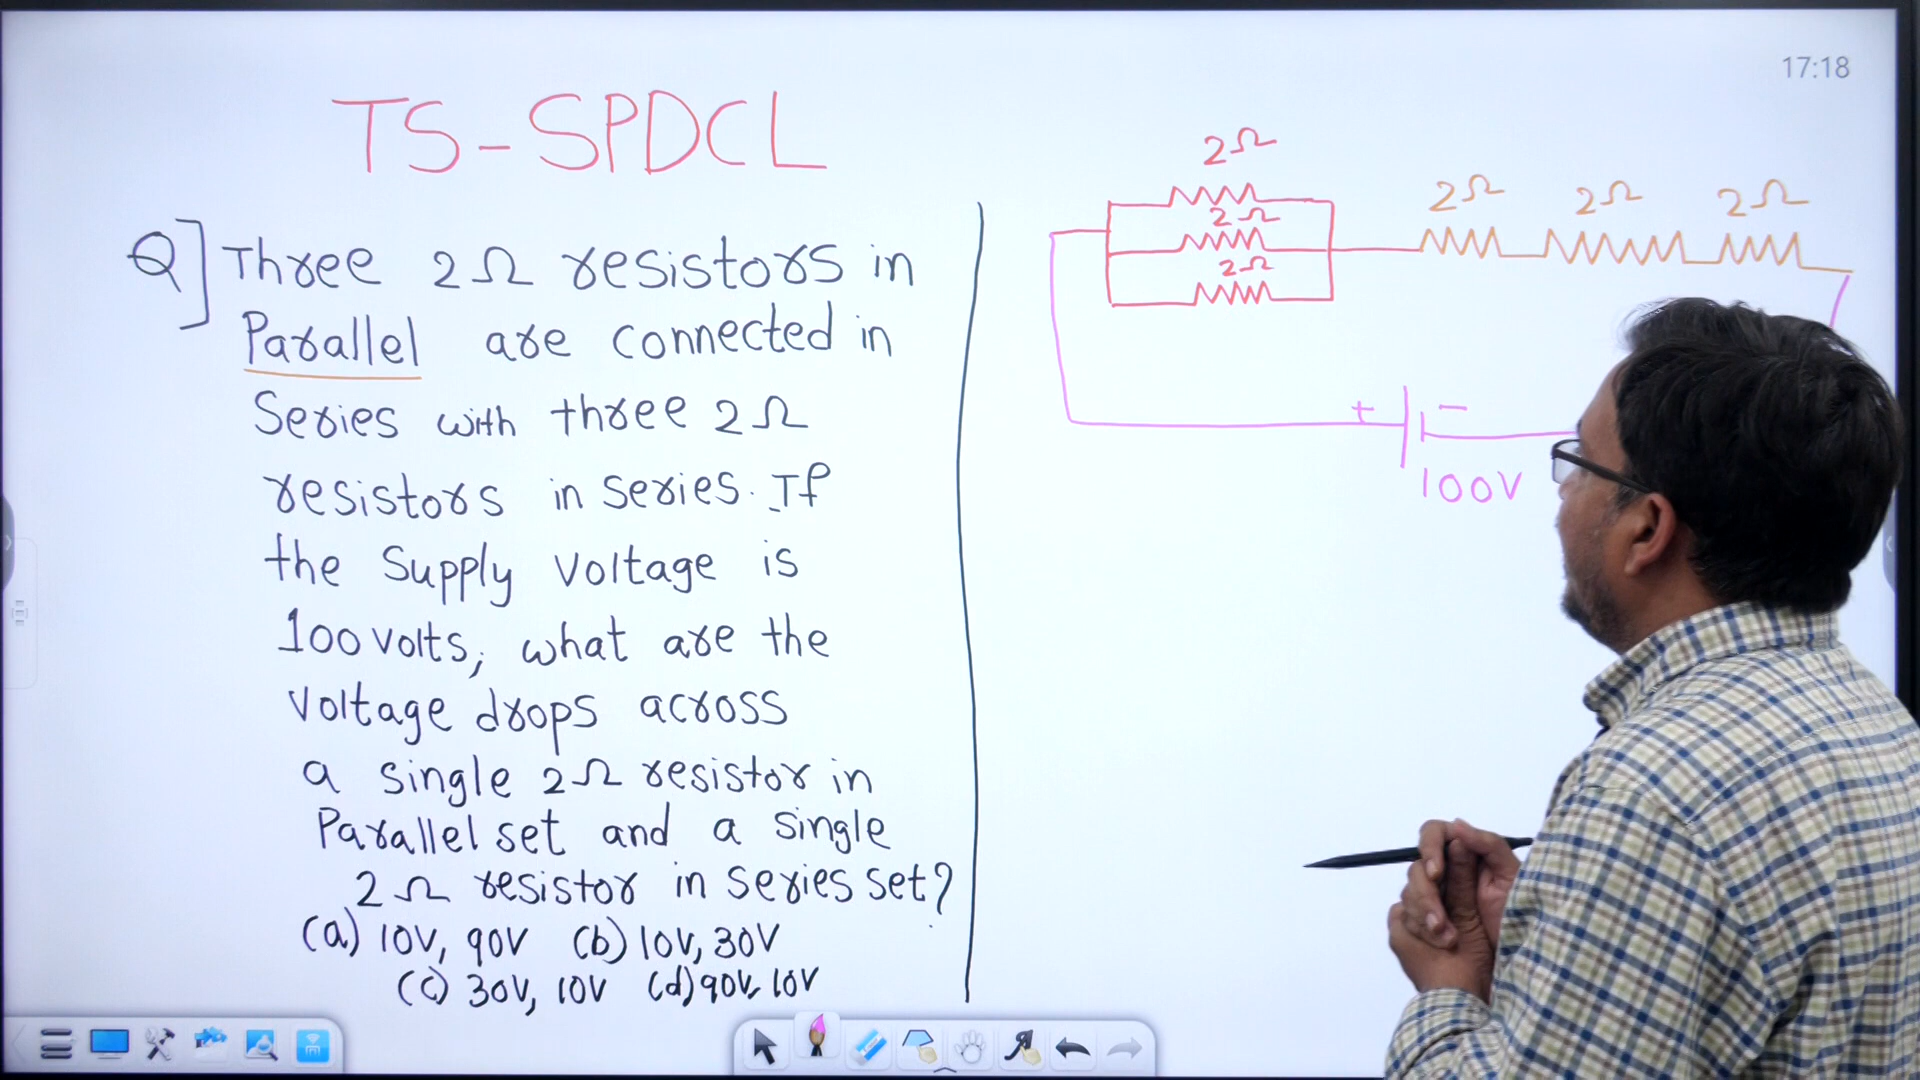 17:18
TS-SPDCL
Q] Three 2Ω resistors in
Parallel are connected in
Series with three 2Ω
resistors in series. If
the Supply Voltage is
100 volts, what are the
Voltage drops across
a single 2Ω resistor in
Parallel set and a single
2Ω resistor in series set?
(a) 10V, 90V (b) 10V, 30V
(c) 30V, 10V (d) 90V, 10V
2Ω
2Ω
2Ω
2Ω 2Ω 2Ω
+ −
100V